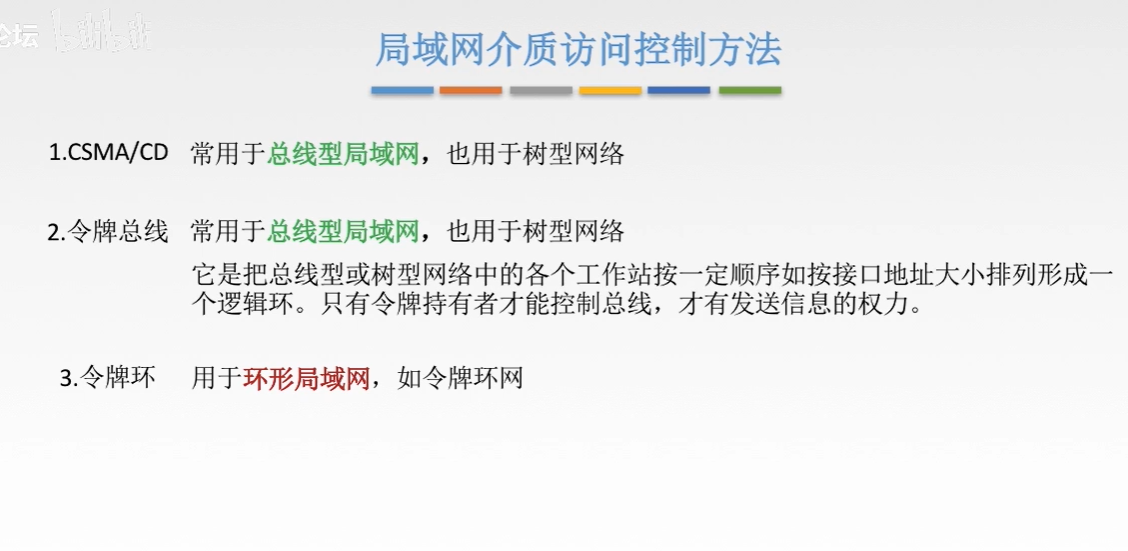 论坛 bilibili
局域网介质访问控制方法
1.CSMA/CD 常用于总线型局域网，也用于树型网络
2.令牌总线 常用于总线型局域网，也用于树型网络
它是把总线型或树型网络中的各个工作站按一定顺序如按接口地址大小排列形成一
个逻辑环。只有令牌持有者才能控制总线，才有发送信息的权力。
3.令牌环 用于环形局域网，如令牌环网